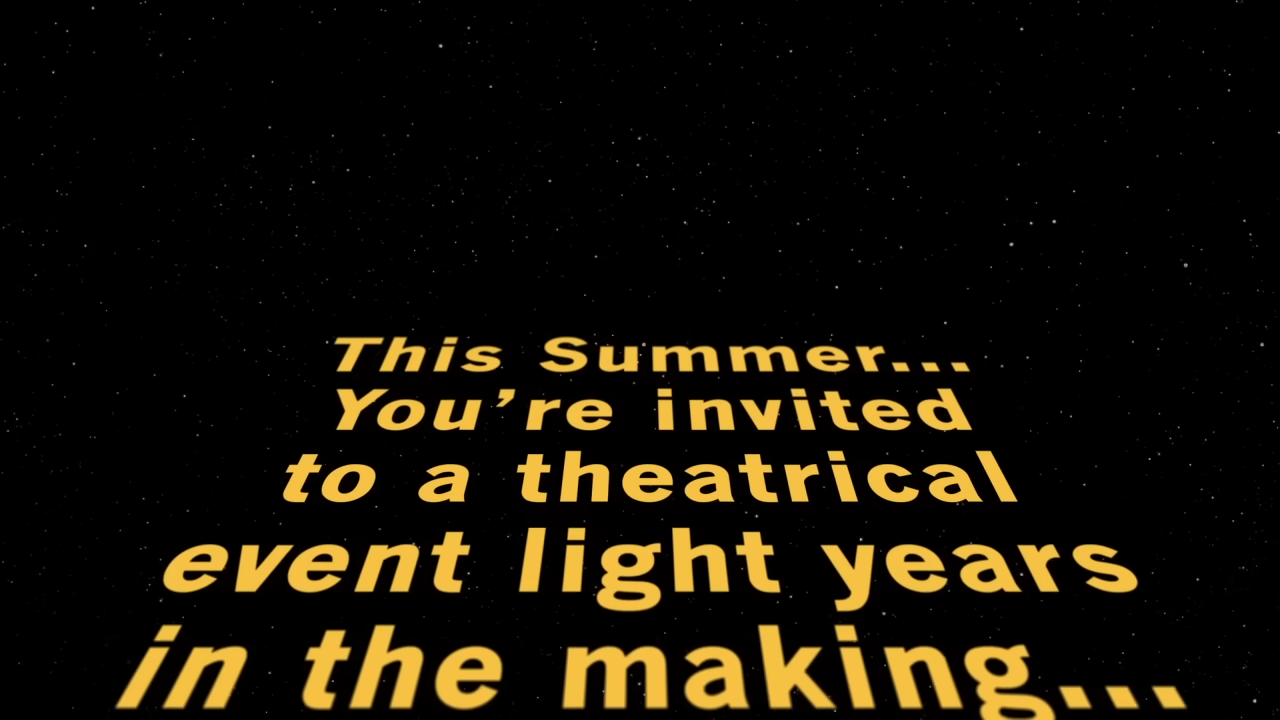 This Summer...
You’re invited
to a theatrical
event light years
in the making...